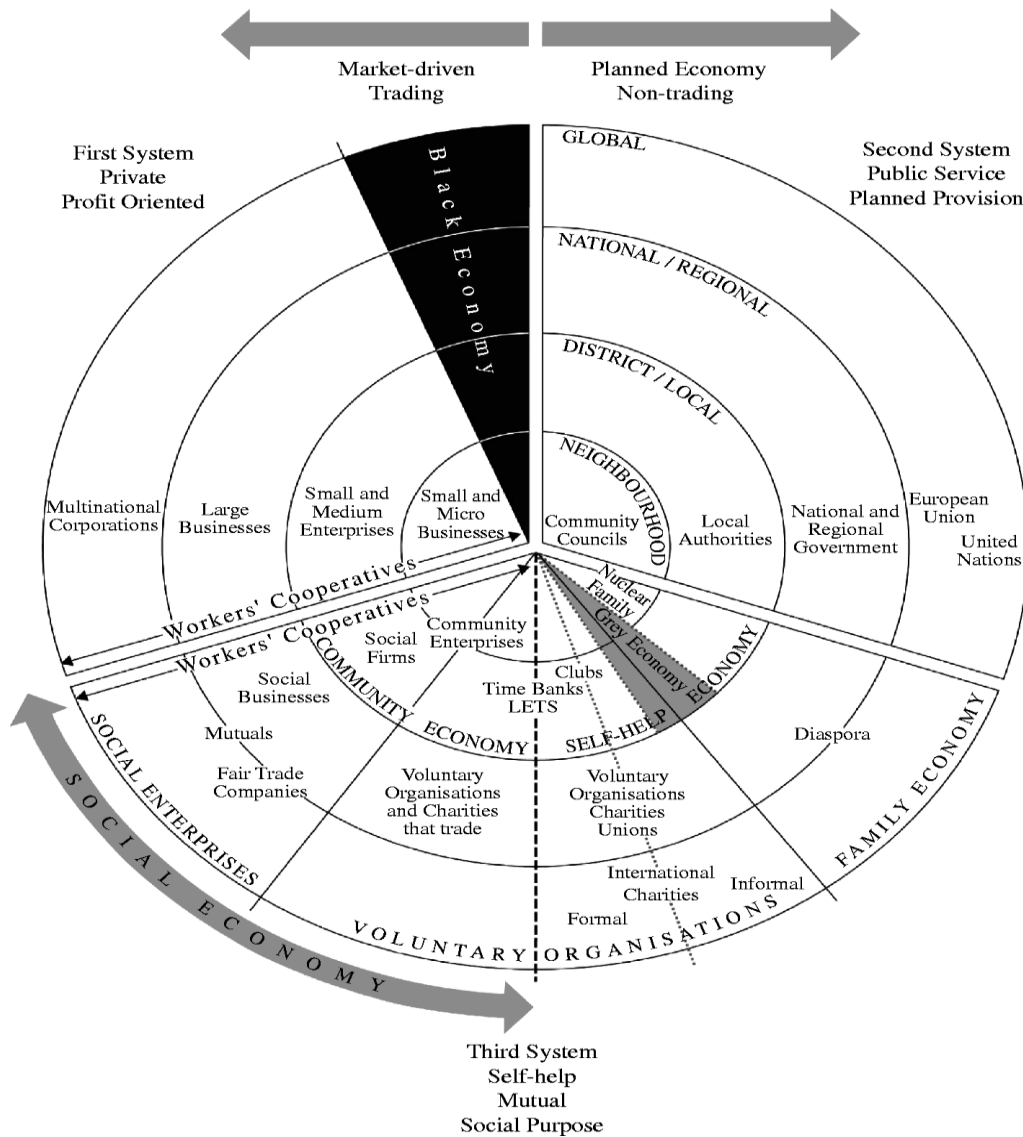 Market-driven
Trading
Planned Economy
Non-trading
First System
Private
Profit Oriented
Second System
Public Service
Planned Provision
Black Economy
GLOBAL
NATIONAL / REGIONAL
DISTRICT / LOCAL
NEIGHBOURHOOD
Multinational
Corporations
Large
Businesses
Small and
Medium
Enterprises
Small and
Micro
Businesses
Community
Councils
Local
Authorities
National and
Regional
Government
European
Union
United
Nations
Workers' Cooperatives
Workers' Cooperatives
Nuclear
Family
Grey Economy
Community
Enterprises
Social
Firms
Social
Businesses
Mutuals
Fair Trade
Companies
COMMUNITY ECONOMY
SELF-HELP ECONOMY
Clubs
Time Banks
LETS
Diaspora
Voluntary
Organisations
and Charities
that trade
Voluntary
Organisations
Charities
Unions
International
Charities
Informal
Formal
SOCIAL ENTERPRISES
VOLUNTARY ORGANISATIONS
FAMILY ECONOMY
SOCIAL ECONOMY
Third System
Self-help
Mutual
Social Purpose